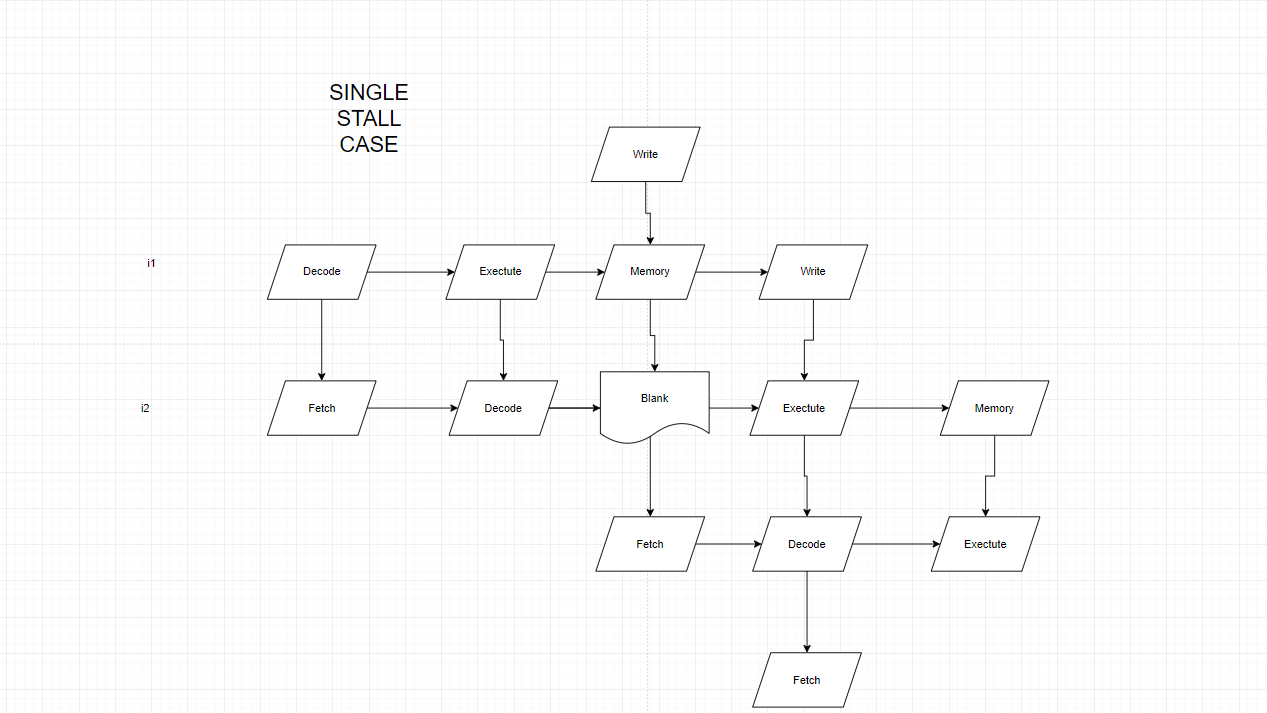 SINGLE
STALL
CASE
Write
i1
Decode
Exectute
Memory
Write
i2
Fetch
Decode
Blank
Exectute
Memory
Fetch
Decode
Exectute
Fetch